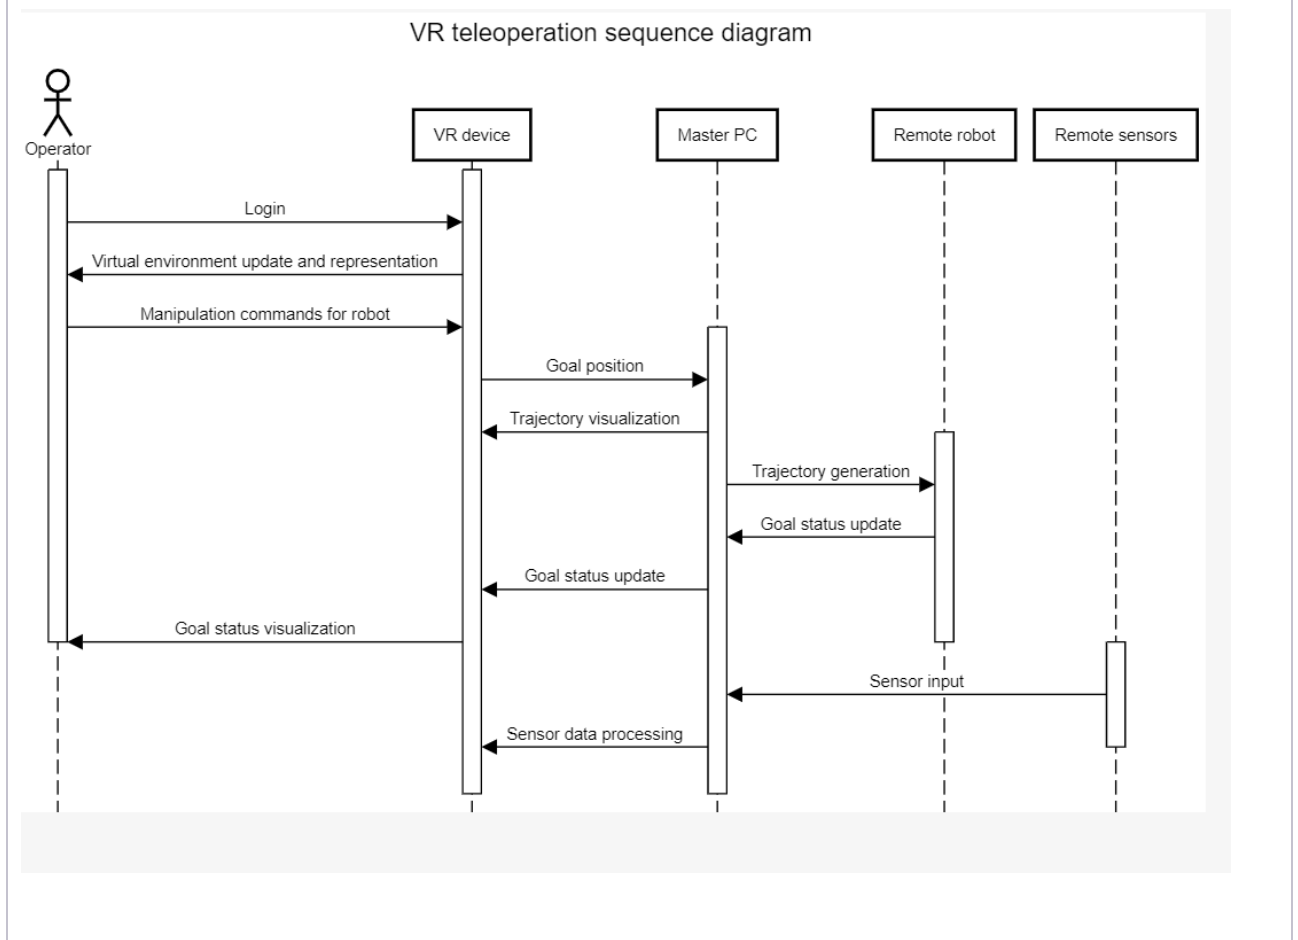 VR teleoperation sequence diagram
Operator
VR device
Master PC
Remote robot
Remote sensors
Login
Virtual environment update and representation
Manipulation commands for robot
Goal position
Trajectory visualization
Trajectory generation
Goal status update
Goal status update
Goal status visualization
Sensor input
Sensor data processing